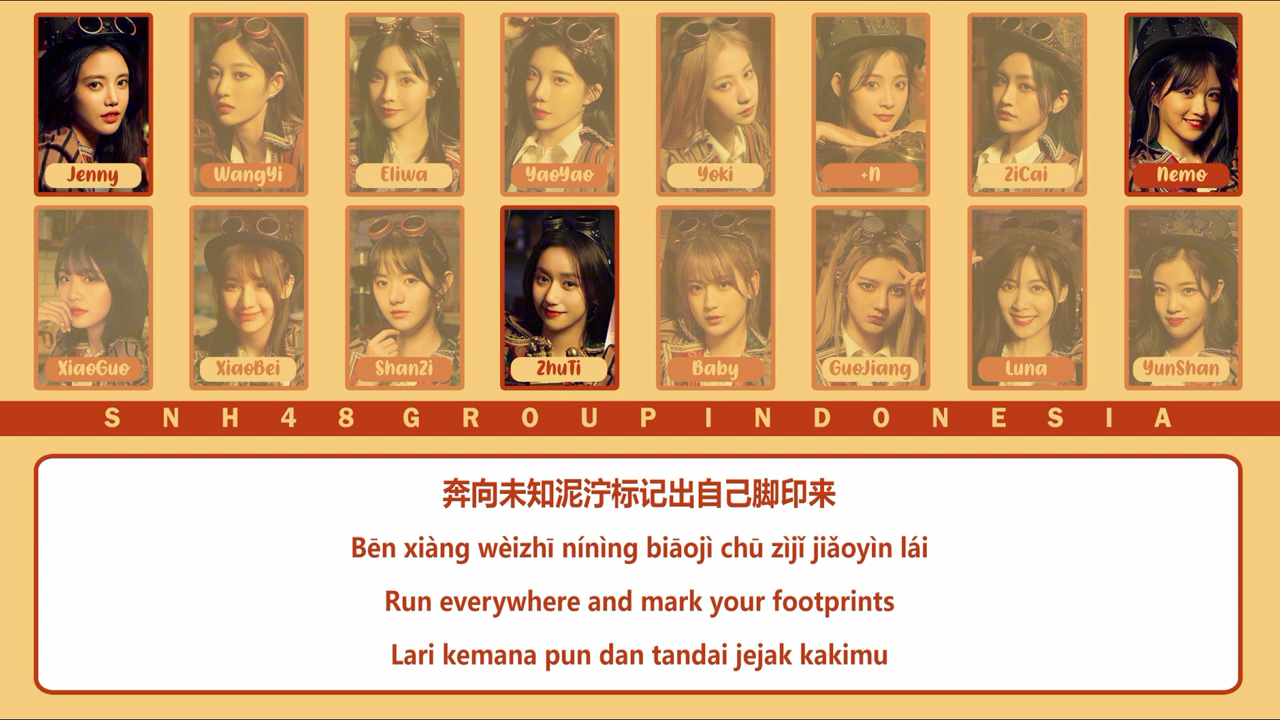 Jenny
WangYi
Eliwa
YaoYao
Yoki
+N
ZiCai
Nemo
XiaoGuo
XiaoBei
ShanZi
ZhuTi
Baby
GuoJiang
Luna
YunShan
SNH48GROUPINDONESIA
奔向未知泥泞标记出自己脚印来
Bēn xiàng wèizhī nínìng biāojì chū zìjǐ jiǎoyìn lái
Run everywhere and mark your footprints
Lari kemana pun dan tandai jejak kakimu